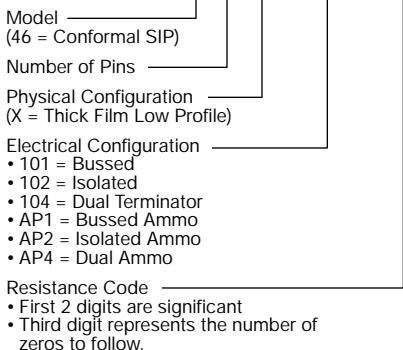 Model
(46 = Conformal SIP)
Number of Pins
Physical Configuration
(X = Thick Film Low Profile)
Electrical Configuration
• 101 = Bussed
• 102 = Isolated
• 104 = Dual Terminator
• AP1 = Bussed Ammo
• AP2 = Isolated Ammo
• AP4 = Dual Ammo
Resistance Code
• First 2 digits are significant
• Third digit represents the number of
zeros to follow.